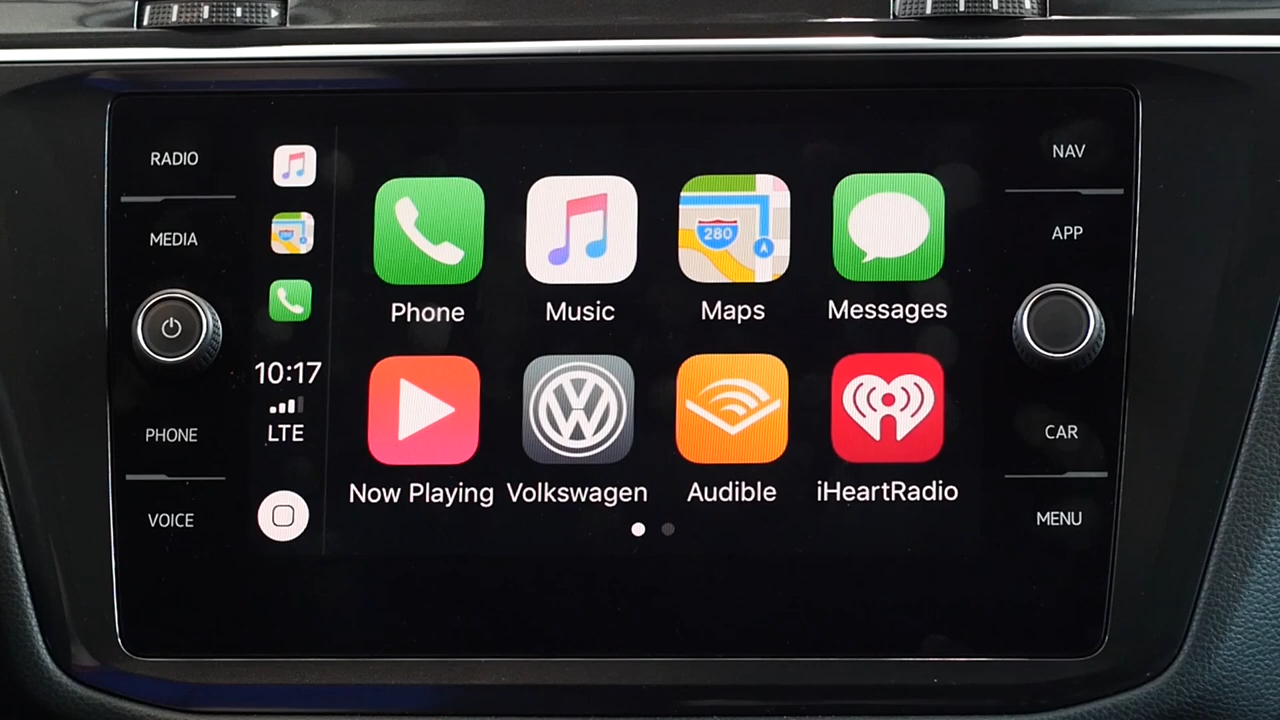 RADIO
MEDIA
PHONE
VOICE
10:17
LTE
Phone
Music
280
Maps
Messages
Now Playing
Volkswagen
Audible
iHeartRadio
NAV
APP
CAR
MENU